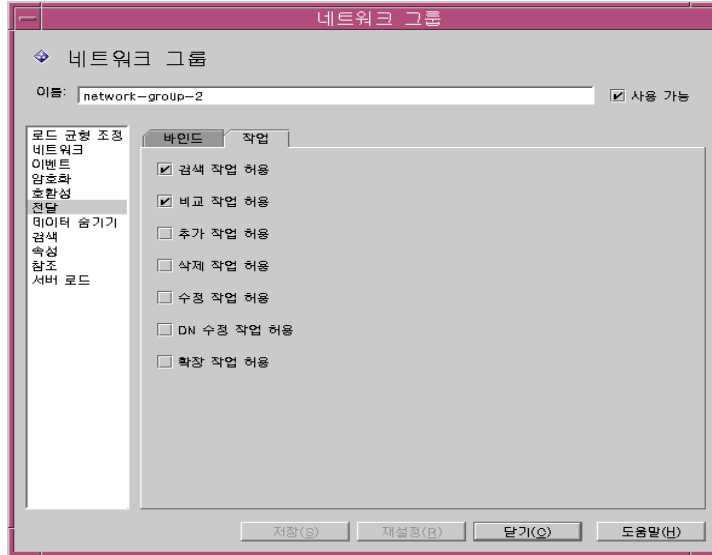 네트워크 그룹
네트워크 그룹
이름: network-group-2 사용 가능
로드 균형 조정
네트워크
이벤트
암호화
호환성
전달
데이터 숨기기
검색
속성
참조
서버 로드
바인드 작업
검색 작업 허용
비교 작업 허용
추가 작업 허용
삭제 작업 허용
수정 작업 허용
DN 수정 작업 허용
확장 작업 허용
저장(S) 재설정(R) 닫기(C) 도움말(H)